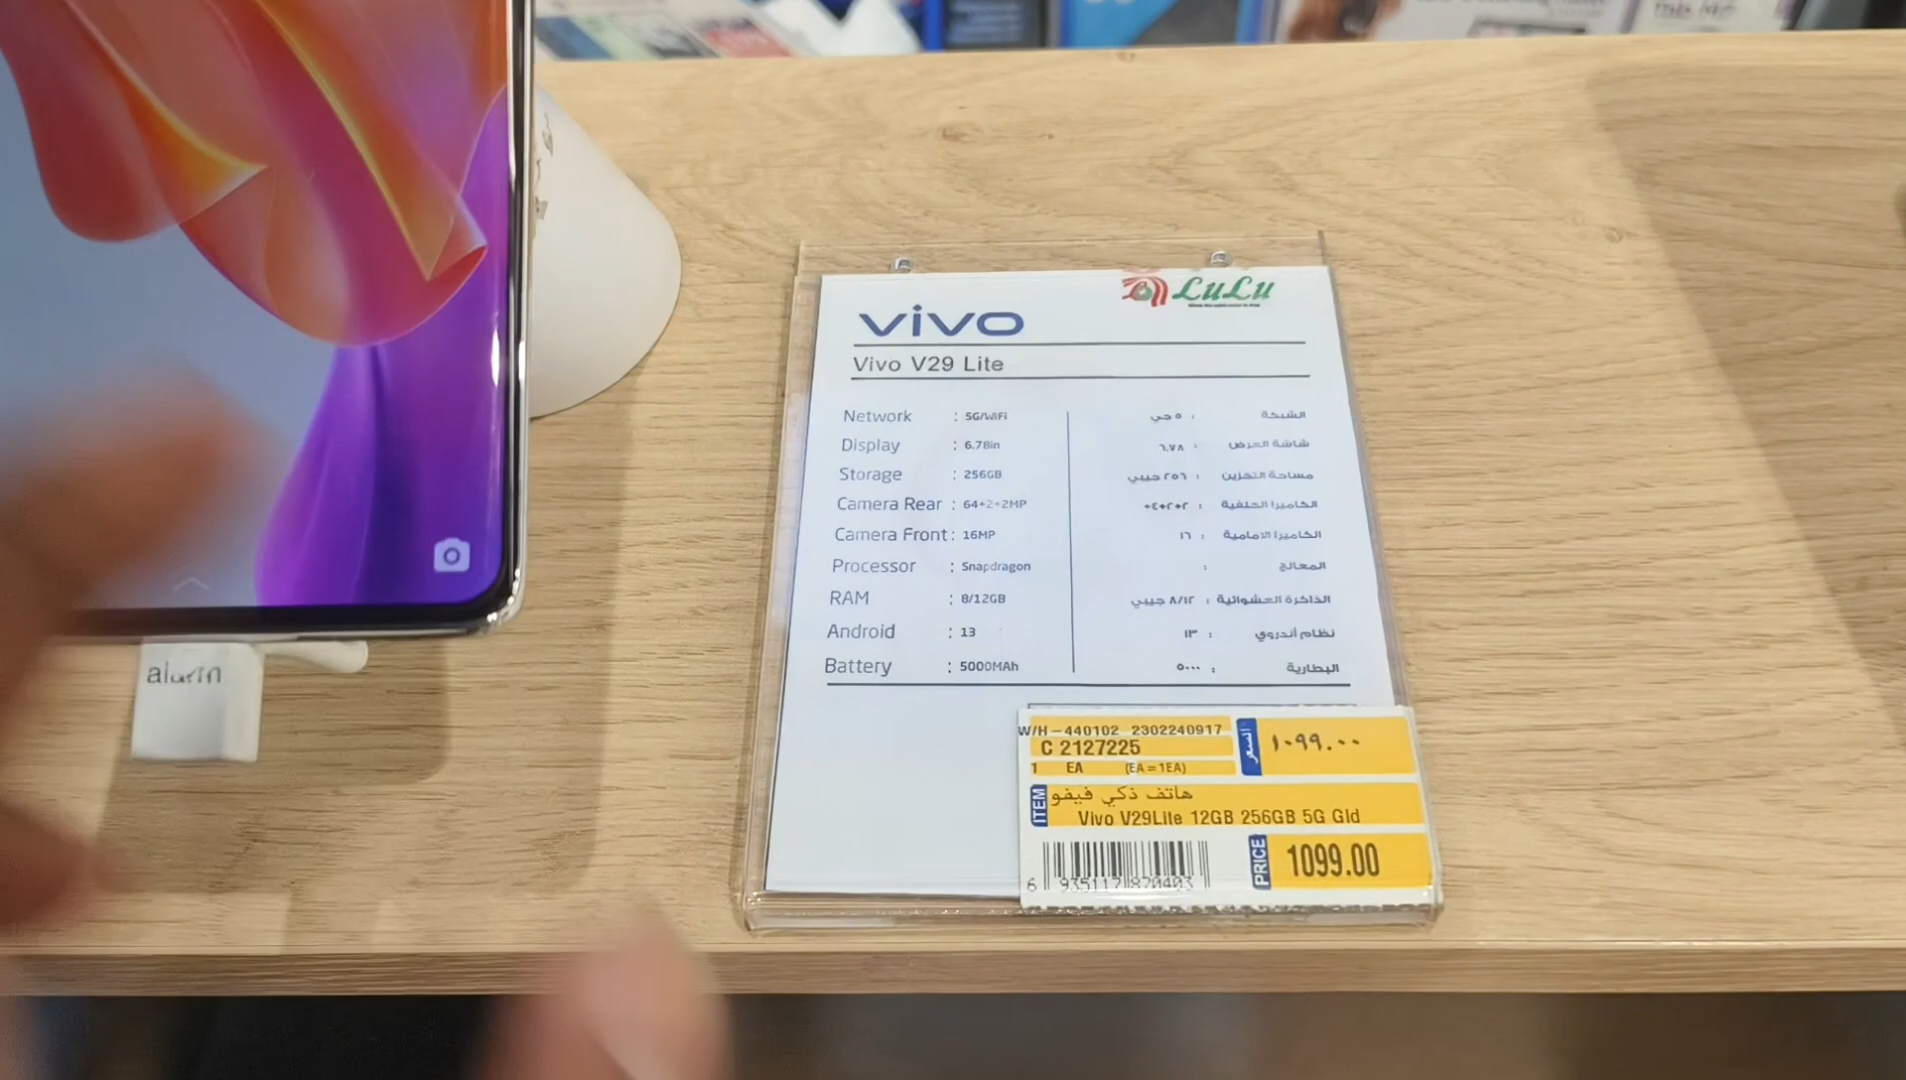 LuLu
vivo
Vivo V29 Lite
Network : 5G/WiFi
Display : 6.78in
Storage : 256GB
Camera Rear : 64+2+2MP
Camera Front : 16MP
Processor : Snapdragon
RAM : 8/12GB
Android : 13
Battery : 5000MAh
الشبكة : ٥ جي
شاشة العرض : ٦.٧٨
مساحة التخزين : ٢٥٦ جيبي
الكاميرا الخلفية :
الكاميرا الامامية : ١٦
المعالج :
الذاكرة العشوائية : ٨/١٢ جيبي
نظام أندروي : ١٣
البطارية : ٥٠٠٠
W/H-440102 2302240917
C 2127225
1 EA (EA=1EA)
السعر ١٠٩٩.٠٠
ITEM هاتف ذكي فيفو
Vivo V29Lite 12GB 256GB 5G Gld
PRICE 1099.00
6 935117 870403
alarm